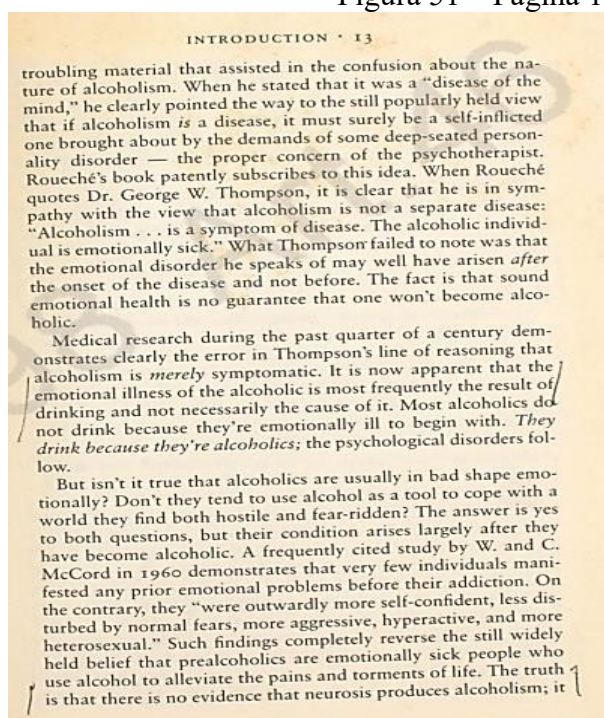 INTRODUCTION · 13
troubling material that assisted in the confusion about the na-
ture of alcoholism. When he stated that it was a “disease of the
mind,” he clearly pointed the way to the still popularly held view
that if alcoholism is a disease, it must surely be a self-inflicted
one brought about by the demands of some deep-seated person-
ality disorder — the proper concern of the psychotherapist.
Roueché's book patently subscribes to this idea. When Roueché
quotes Dr. George W. Thompson, it is clear that he is in sym-
pathy with the view that alcoholism is not a separate disease:
“Alcoholism . . . is a symptom of disease. The alcoholic individ-
ual is emotionally sick.” What Thompson failed to note was that
the emotional disorder he speaks of may well have arisen after
the onset of the disease and not before. The fact is that sound
emotional health is no guarantee that one won't become alco-
holic.
Medical research during the past quarter of a century dem-
onstrates clearly the error in Thompson's line of reasoning that
alcoholism is merely symptomatic. It is now apparent that the
emotional illness of the alcoholic is most frequently the result of
drinking and not necessarily the cause of it. Most alcoholics do
not drink because they're emotionally ill to begin with. They
drink because they're alcoholics; the psychological disorders fol-
low.
But isn't it true that alcoholics are usually in bad shape emo-
tionally? Don't they tend to use alcohol as a tool to cope with a
world they find both hostile and fear-ridden? The answer is yes
to both questions, but their condition arises largely after they
have become alcoholic. A frequently cited study by W. and C.
McCord in 1960 demonstrates that very few individuals mani-
fested any prior emotional problems before their addiction. On
the contrary, they “were outwardly more self-confident, less dis-
turbed by normal fears, more aggressive, hyperactive, and more
heterosexual.” Such findings completely reverse the still widely
held belief that prealcoholics are emotionally sick people who
use alcohol to alleviate the pains and torments of life. The truth
is that there is no evidence that neurosis produces alcoholism; it